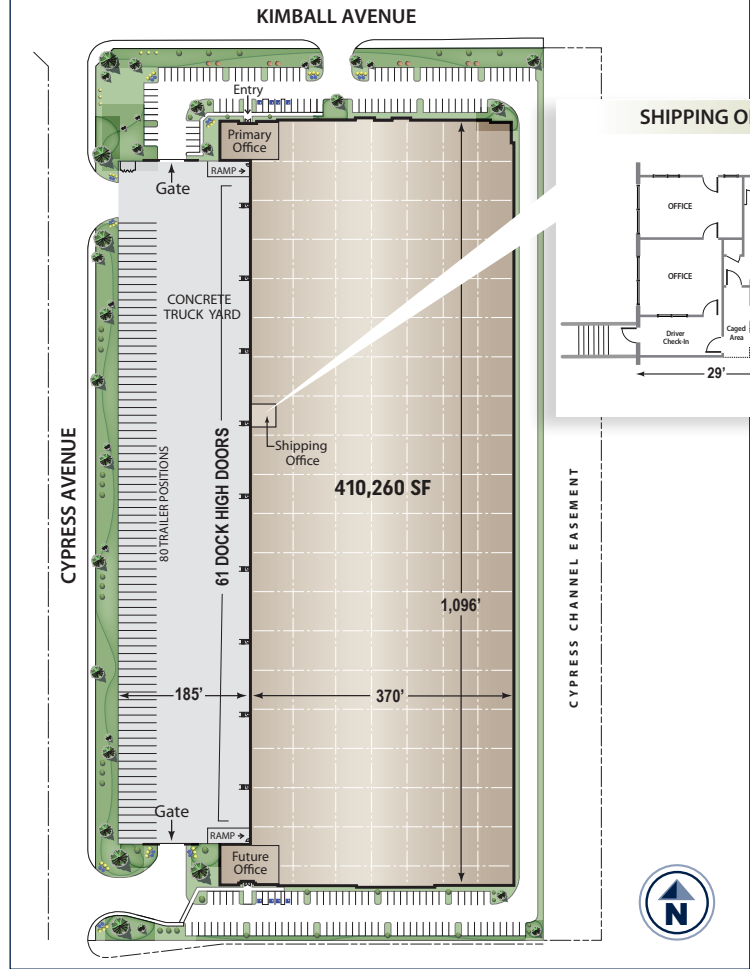 KIMBALL AVENUE
Entry
Primary
Office
RAMP
Gate
SHIPPING O
OFFICE
OFFICE
Driver
Check-In
Caged
Area
29’
CONCRETE
TRUCK YARD
Shipping
Office
410,260 SF
61 DOCK HIGH DOORS
80 TRAILER POSITIONS
CYPRESS AVENUE
CYPRESS CHANNEL EASEMENT
1,096’
185’
370’
Gate
RAMP
Future
Office
N